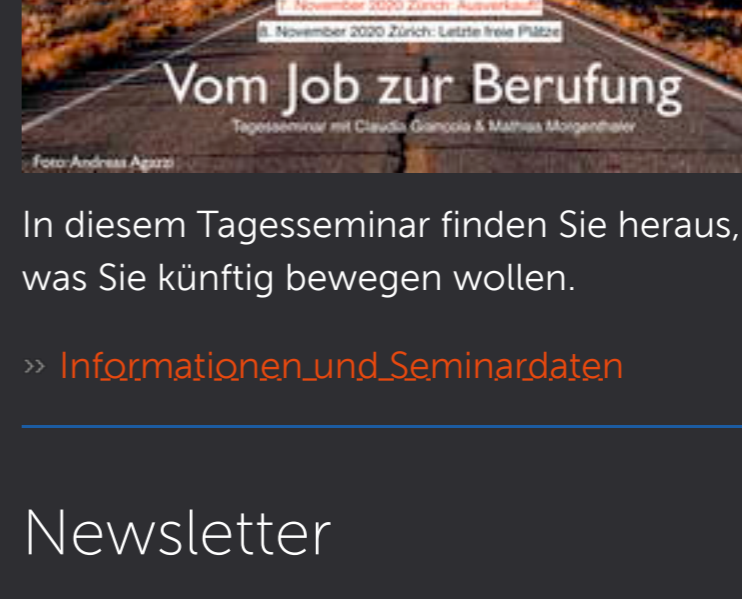 7. November 2020 Zürich: Ausverkauft!
8. November 2020 Zürich: Letzte freie Plätze
Vom Job zur Berufung
Tagesseminar mit Claudia Giancola & Mathias Morgenthaler
Foto: Andreas Agazzi
In diesem Tagesseminar finden Sie heraus,
was Sie künftig bewegen wollen.
>> Informationen und Seminardaten
Newsletter